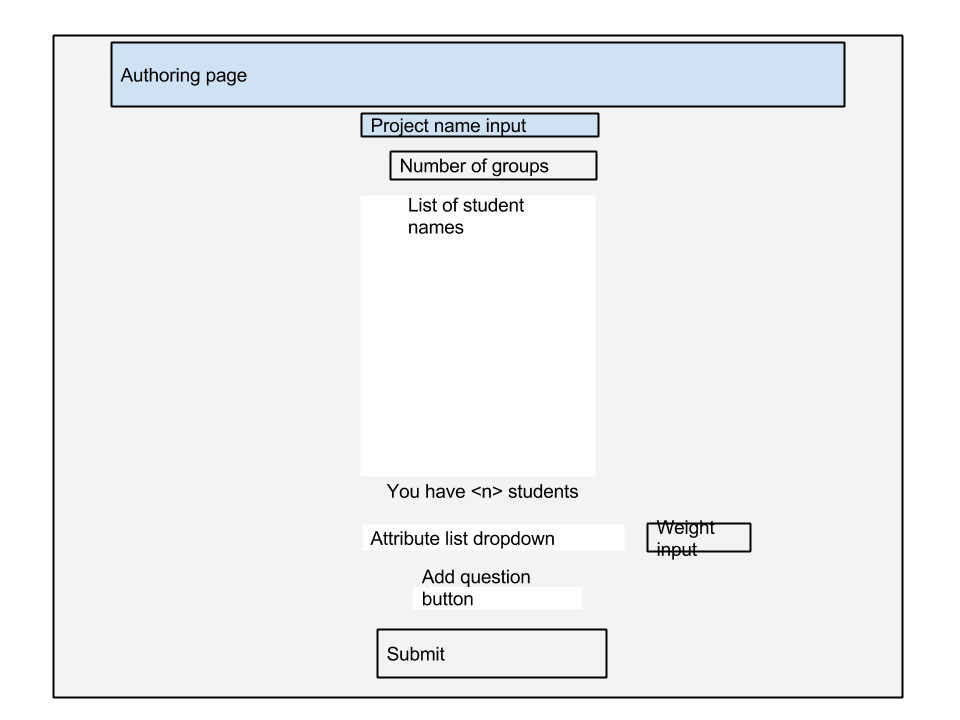 Authoring page
Project name input
Number of groups
List of student
names
You have <n> students
Attribute list dropdown
Weight
input
Add question
button
Submit